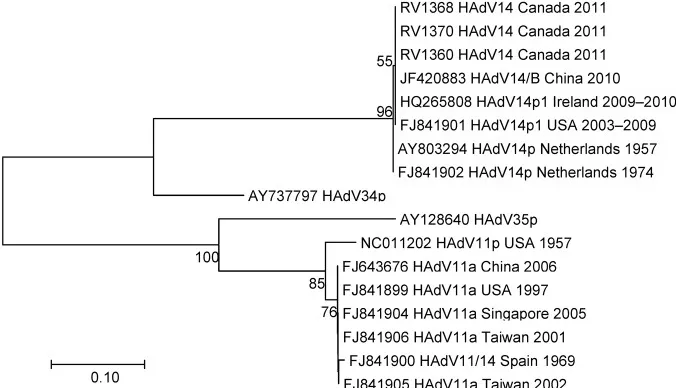 RV1368 HAdV14 Canada 2011
RV1370 HAdV14 Canada 2011
RV1360 HAdV14 Canada 2011
55
JF420883 HAdV14/B China 2010
HQ265808 HAdV14p1 Ireland 2009–2010
96
FJ841901 HAdV14p1 USA 2003–2009
AY803294 HAdV14p Netherlands 1957
FJ841902 HAdV14p Netherlands 1974
AY737797 HAdV34p
AY128640 HAdV35p
NC011202 HAdV11p USA 1957
100
FJ643676 HAdV11a China 2006
85
FJ841899 HAdV11a USA 1997
76
FJ841904 HAdV11a Singapore 2005
FJ841906 HAdV11a Taiwan 2001
FJ841900 HAdV11/14 Spain 1969
0.10
FJ841905 HAdV11a Taiwan 2002